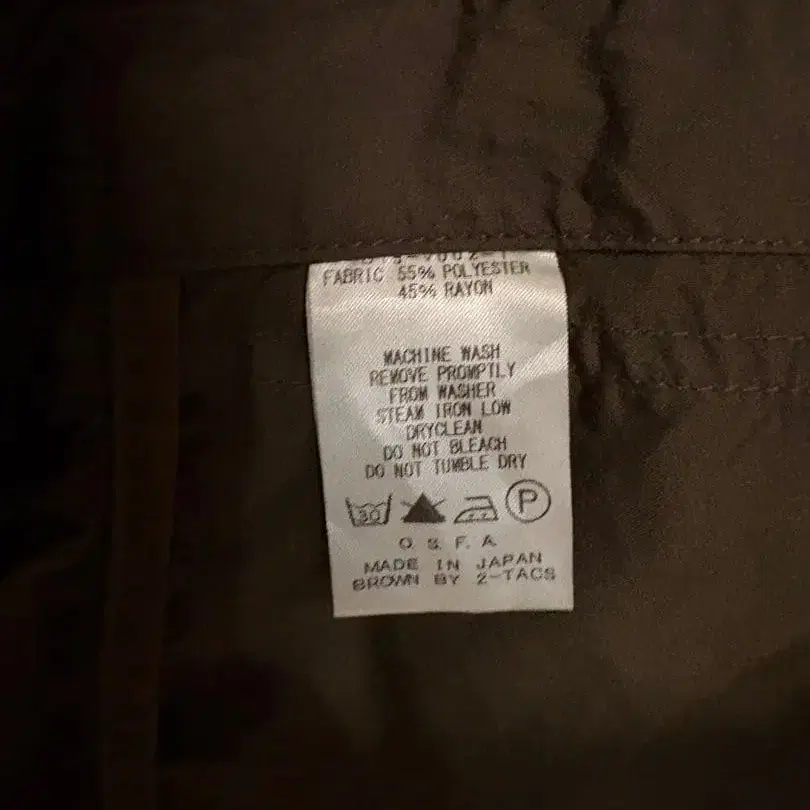 FABRIC 55% POLYESTER
45% RAYON
MACHINE WASH
REMOVE PROMPTLY
FROM WASHER
STEAM IRON LOW
DRYCLEAN
DO NOT BLEACH
DO NOT TUMBLE DRY
30 P
O. S. F. A.
MADE IN JAPAN
BROWN BY 2-TACS